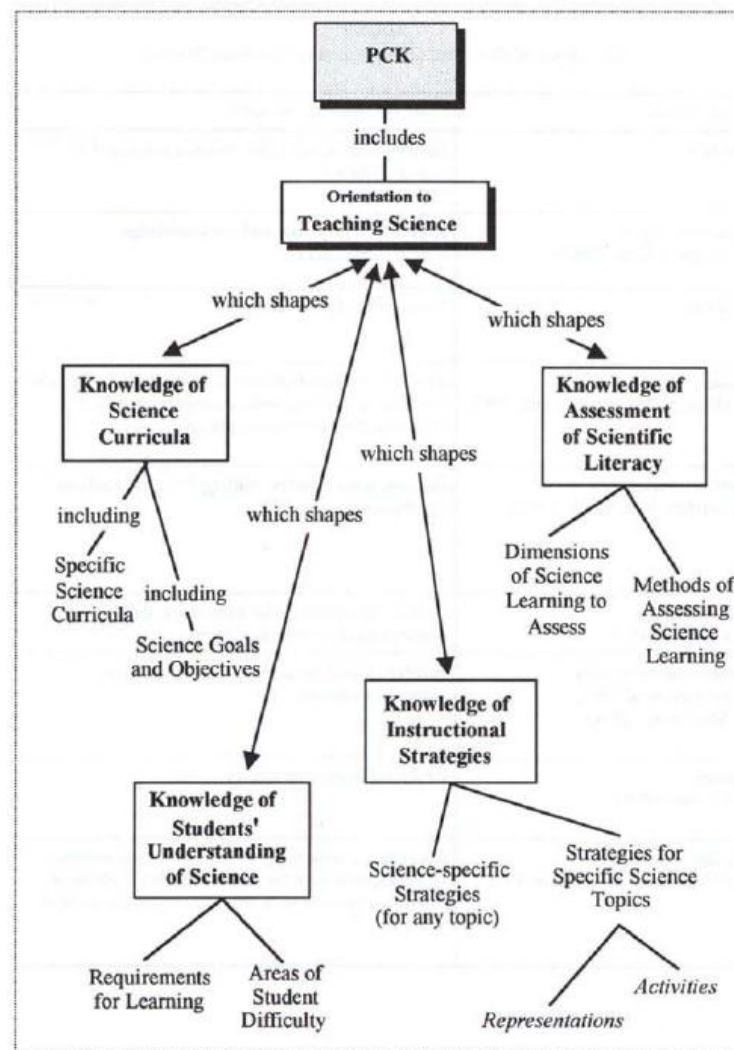 PCK
includes
Orientation to
Teaching Science
which shapes
which shapes
Knowledge of
Science
Curricula
Knowledge of
Assessment
of Scientific
Literacy
which shapes
which shapes
including
Specific
Science
Curricula
including
Science Goals
and Objectives
Dimensions
of Science
Learning to
Assess
Methods of
Assessing
Science
Learning
Knowledge of
Instructional
Strategies
Knowledge of
Students'
Understanding
of Science
Science-specific
Strategies
(for any topic)
Strategies for
Specific Science
Topics
Requirements
for Learning
Areas of
Student
Difficulty
Representations
Activities